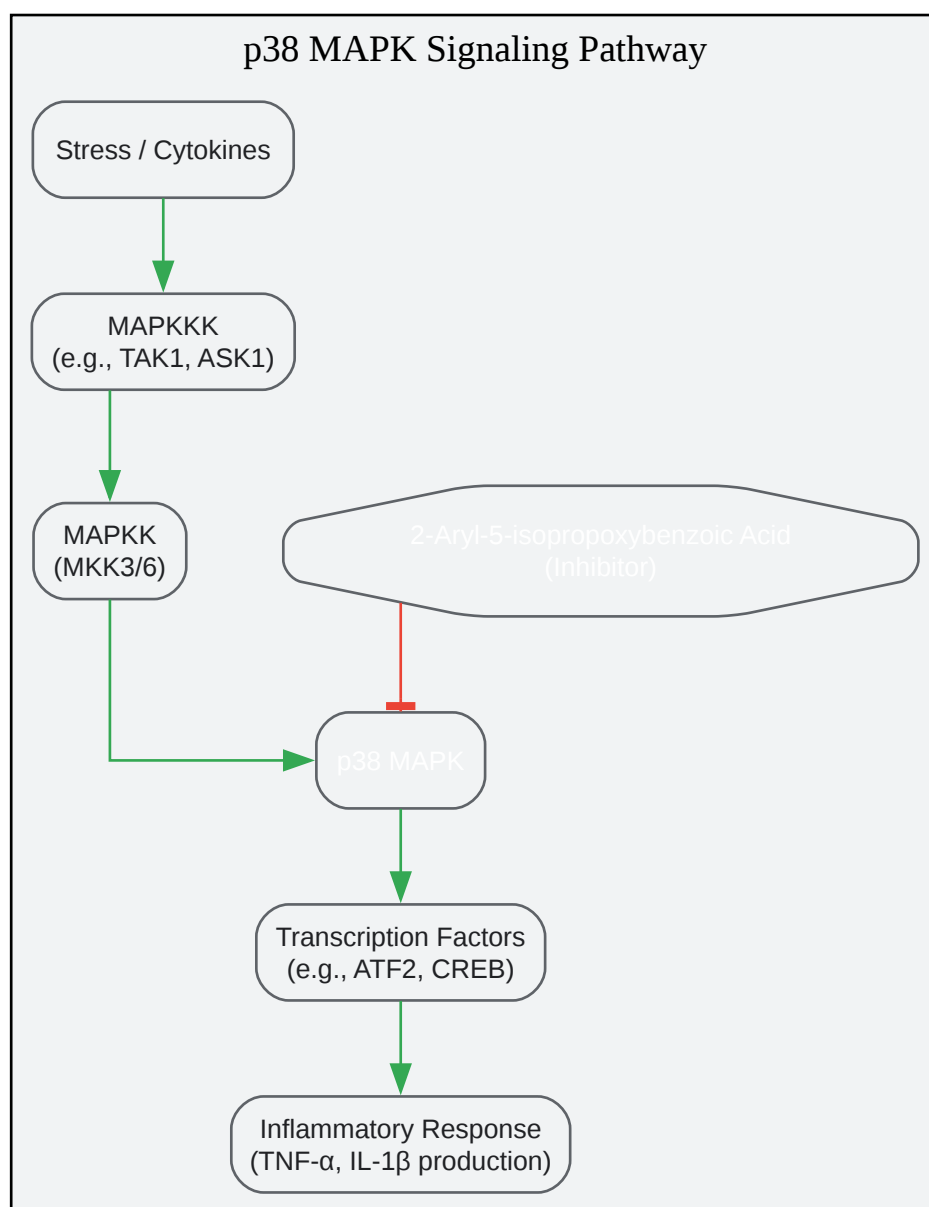 p38 MAPK Signaling Pathway
Stress / Cytokines
MAPKKK
(e.g., TAK1, ASK1)
MAPKK
(MKK3/6)
2-Aryl-5-isopropoxybenzoic Acid
(Inhibitor)
p38 MAPK
Transcription Factors
(e.g., ATF2, CREB)
Inflammatory Response
(TNF-α, IL-1β production)